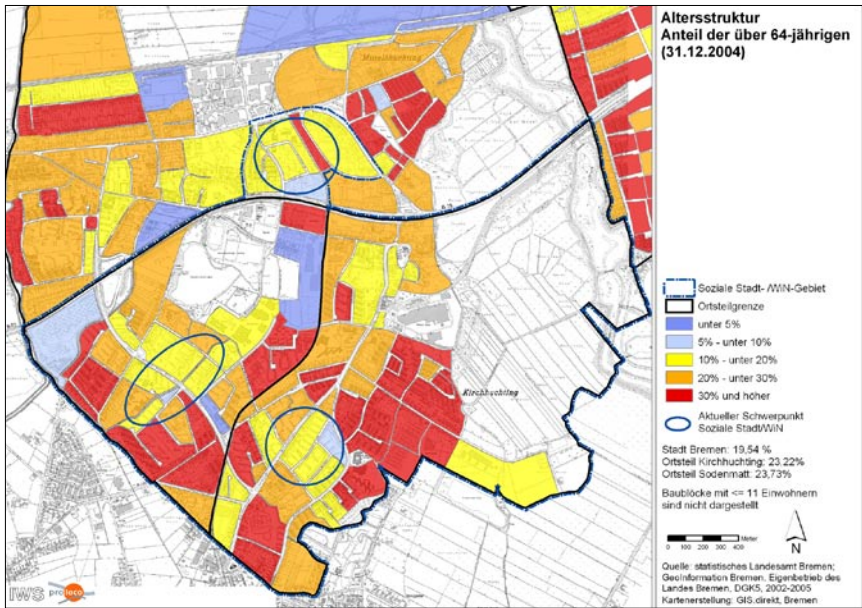 Altersstruktur
Anteil der über 64-jährigen
(31.12.2004)
Mittelshuchting
Kirchhuchting
Soziale Stadt- /WiN-Gebiet
Ortsteilgrenze
unter 5%
5% - unter 10%
10% - unter 20%
20% - unter 30%
30% und höher
Aktueller Schwerpunkt
Soziale Stadt/WiN
Stadt Bremen: 19,54 %
Ortsteil Kirchhuchting: 23,22%
Ortsteil Sodenmatt: 23,73%
Baublöcke mit <= 11 Einwohnern
sind nicht dargestellt
0 100 200 300 400 Meter
N
Quelle: statistisches Landesamt Bremen;
GeoInformation Bremen, Eigenbetrieb des
Landes Bremen, DGK5, 2002-2005
Kartenerstellung: GIS.direkt, Bremen
IWS proloco